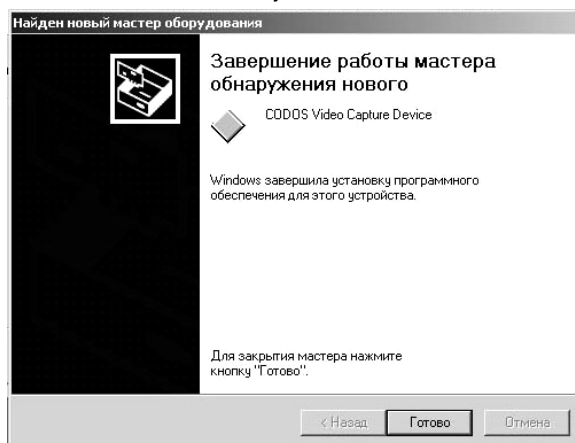 Найден новый мастер оборудования
Завершение работы мастера
обнаружения нового
CODOS Video Capture Device
Windows завершила установку программного
обеспечения для этого устройства.
Для закрытия мастера нажмите
кнопку "Готово".
< Назад
Готово
Отмена